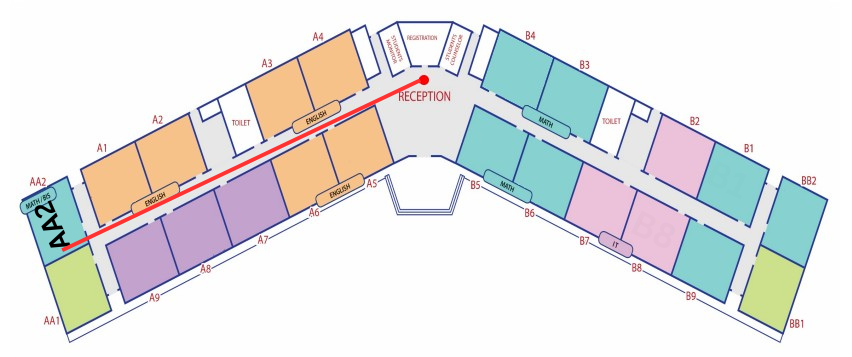 B4
A4
STUDENTS MONITOR
REGISTRATION
STUDENTS COUNSELOR
A3
B3
RECEPTION
A2
TOILET
ENGLISH
MATH
TOILET
B2
A1
B1
AA2
MATH / BIS
AA2
ENGLISH
ENGLISH
A5
B5
MATH
BB2
A6
B6
A7
B7
IT
B8
B8
A8
B9
A9
AA1
BB1